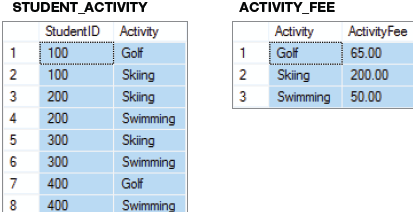 STUDENT_ACTIVITY
StudentID Activity
1 100 Golf
2 100 Skiing
3 200 Skiing
4 200 Swimming
5 300 Skiing
6 300 Swimming
7 400 Golf
8 400 Swimming
ACTIVITY_FEE
Activity ActivityFee
1 Golf 65.00
2 Skiing 200.00
3 Swimming 50.00